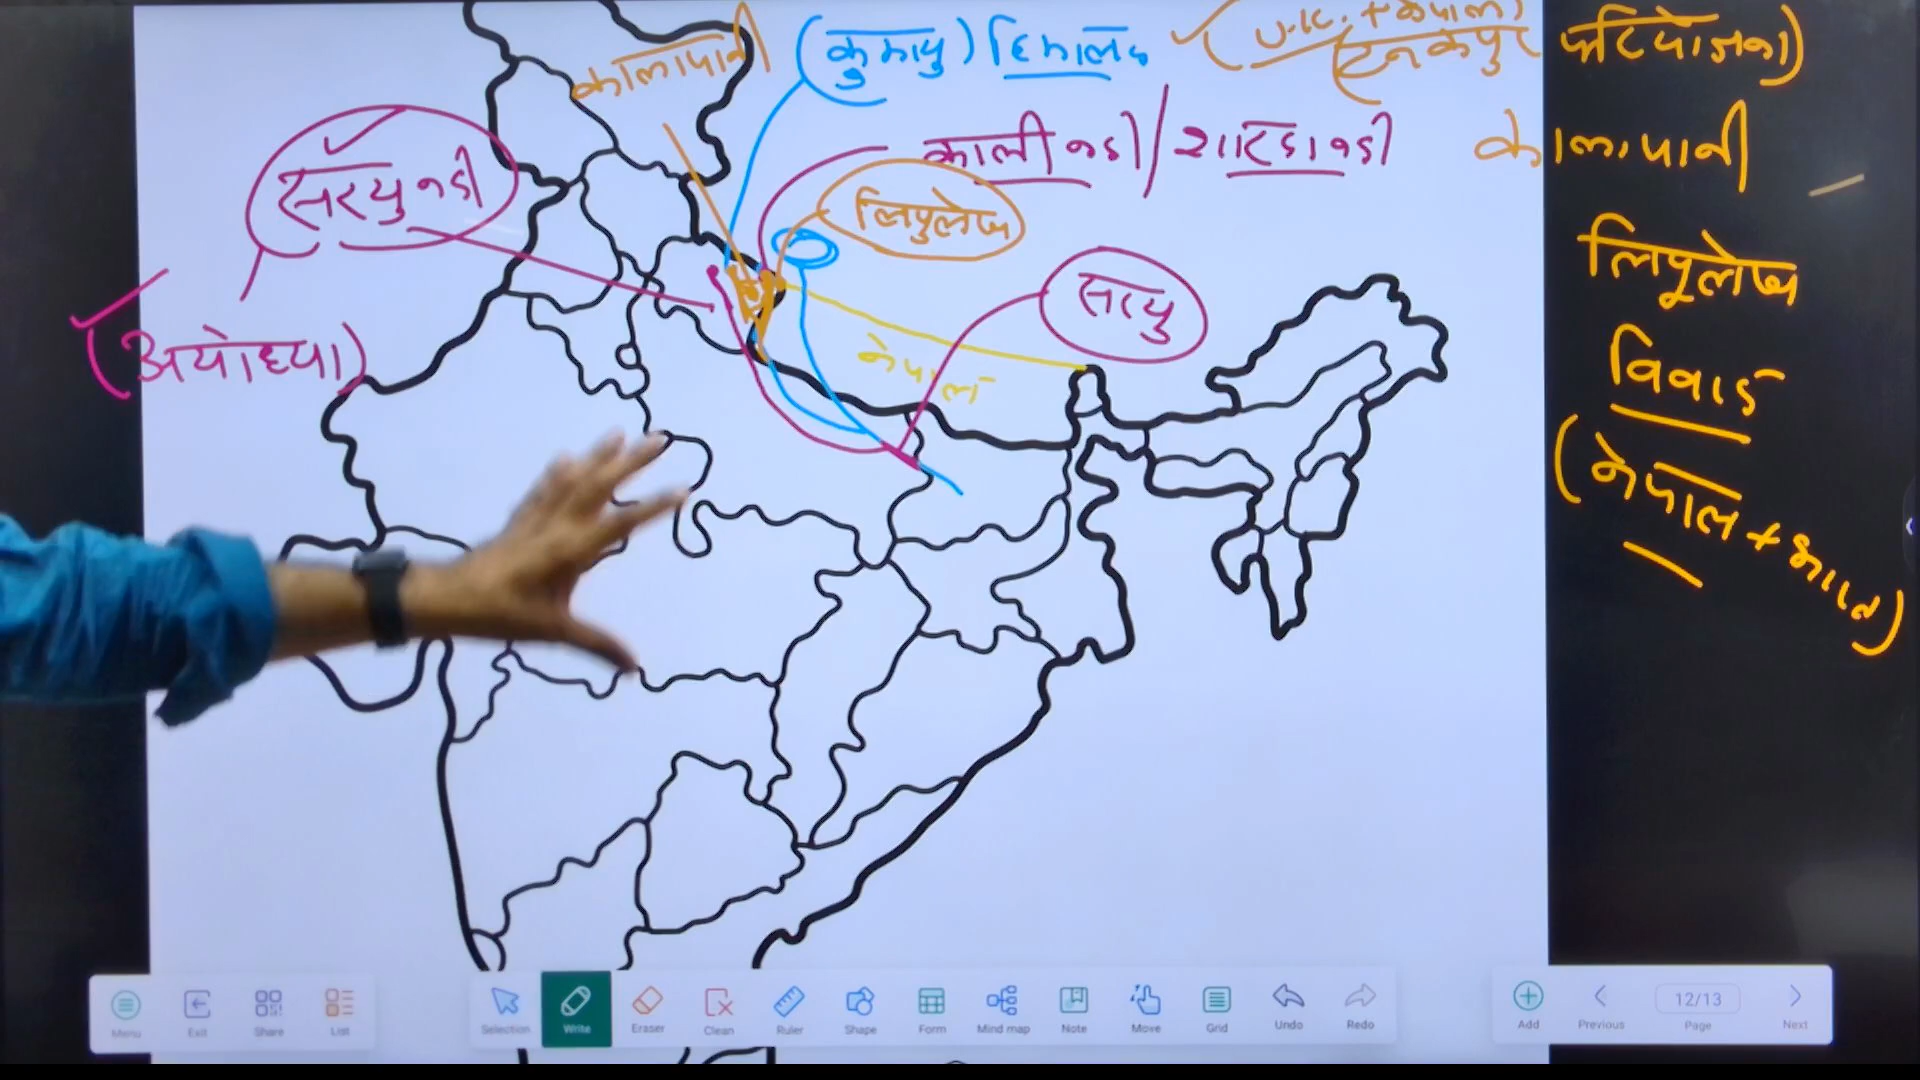 कालापानी
(कुमायु) हिमालय
(U.K. + नेपाल)
टनकपुर परियोजना)
काली नदी / शारदा नदी
कालापानी
सरयु नदी
लिपुलेख
लिपूलेख
सरयु
(अयोध्या)
नेपाल
विवाद
(नेपाल + भारत)
Menu
Exit
Share
List
Selection
Write
Eraser
Clean
Ruler
Shape
Form
Mind map
Note
Move
Grid
Undo
Redo
Add
Previous
12/13
Page
Next